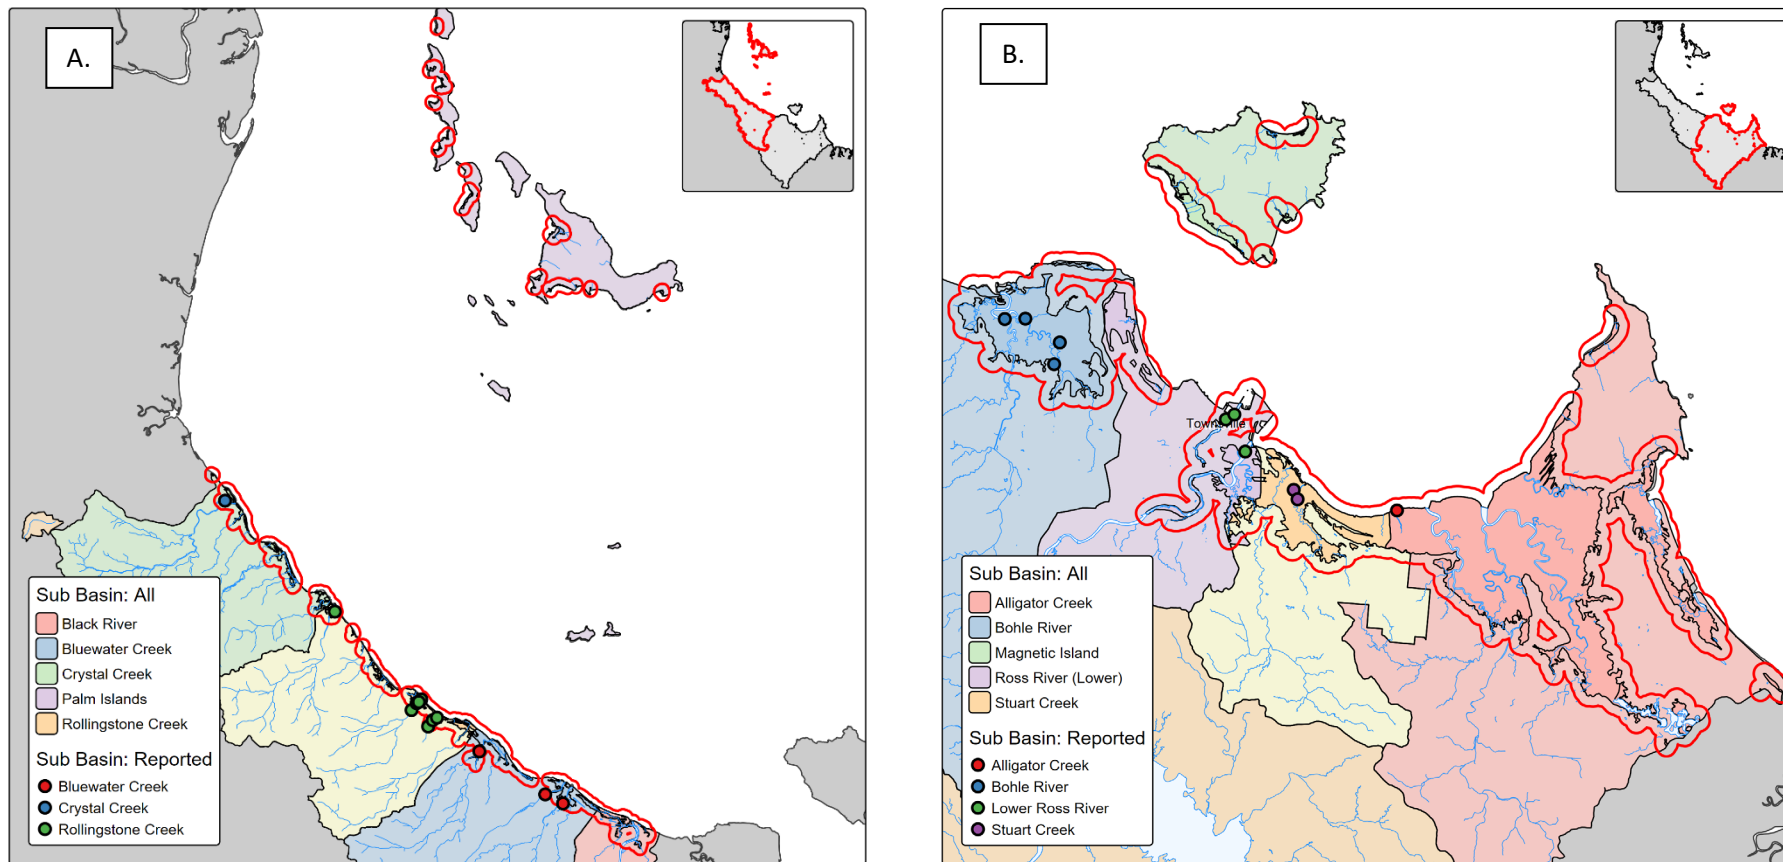 A.
Sub Basin: All
Black River
Bluewater Creek
Crystal Creek
Palm Islands
Rollingstone Creek
Sub Basin: Reported
Bluewater Creek
Crystal Creek
Rollingstone Creek
B.
Townsville
Sub Basin: All
Alligator Creek
Bohle River
Magnetic Island
Ross River (Lower)
Stuart Creek
Sub Basin: Reported
Alligator Creek
Bohle River
Lower Ross River
Stuart Creek